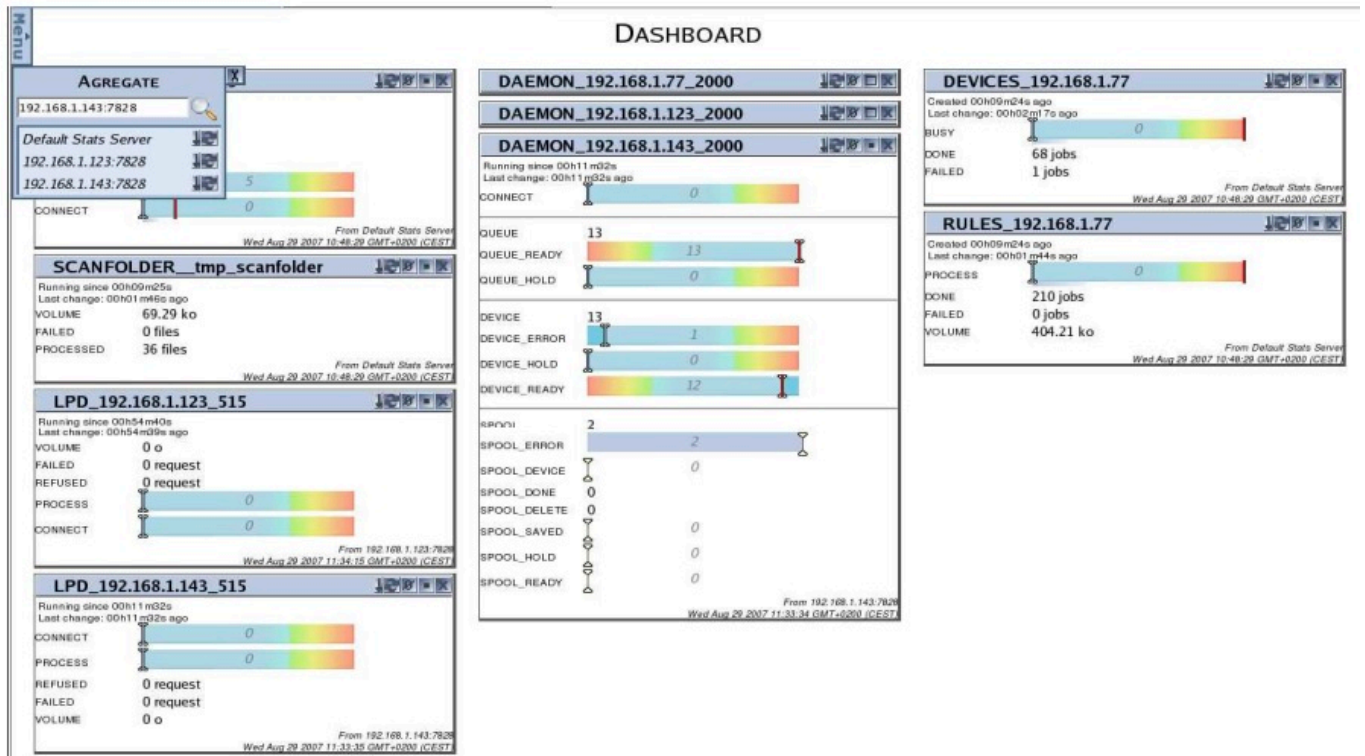 Menu
DASHBOARD
AGREGATE
192.168.1.143:7828
Default Stats Server
192.168.1.123:7828
192.168.1.143:7828
5
CONNECT 0
From Default Stats Server
Wed Aug 29 2007 10:48:29 GMT+0200 (CEST)
SCANFOLDER__tmp_scanfolder
Running since 00h09m25s
Last change: 00h01m46s ago
VOLUME 69.29 ko
FAILED 0 files
PROCESSED 36 files
From Default Stats Server
Wed Aug 29 2007 10:48:29 GMT+0200 (CEST)
LPD_192.168.1.123_515
Running since 00h54m40s
Last change: 00h54m39s ago
VOLUME 0 o
FAILED 0 request
REFUSED 0 request
PROCESS 0
CONNECT 0
From 192.168.1.123:7828
Wed Aug 29 2007 11:34:15 GMT+0200 (CEST)
LPD_192.168.1.143_515
Running since 00h11m32s
Last change: 00h11m32s ago
CONNECT 0
PROCESS 0
REFUSED 0 request
FAILED 0 request
VOLUME 0 o
From 192.168.1.143:7828
Wed Aug 29 2007 11:33:35 GMT+0200 (CEST)
DAEMON_192.168.1.77_2000
DAEMON_192.168.1.123_2000
DAEMON_192.168.1.143_2000
Running since 00h11m32s
Last change: 00h11m32s ago
CONNECT 0
QUEUE 13
QUEUE_READY 13
QUEUE_HOLD 0
DEVICE 13
DEVICE_ERROR 1
DEVICE_HOLD 0
DEVICE_READY 12
SPOOL 2
SPOOL_ERROR 2
SPOOL_DEVICE 0
SPOOL_DONE 0
SPOOL_DELETE 0
SPOOL_SAVED 0
SPOOL_HOLD 0
SPOOL_READY 0
From 192.168.1.143:7828
Wed Aug 29 2007 11:33:34 GMT+0200 (CEST)
DEVICES_192.168.1.77
Created 00h09m24s ago
Last change: 00h02m17s ago
BUSY 0
DONE 68 jobs
FAILED 1 jobs
From Default Stats Server
Wed Aug 29 2007 10:48:29 GMT+0200 (CEST)
RULES_192.168.1.77
Created 00h09m24s ago
Last change: 00h01m44s ago
PROCESS 0
DONE 210 jobs
FAILED 0 jobs
VOLUME 404.21 ko
From Default Stats Server
Wed Aug 29 2007 10:48:29 GMT+0200 (CEST)